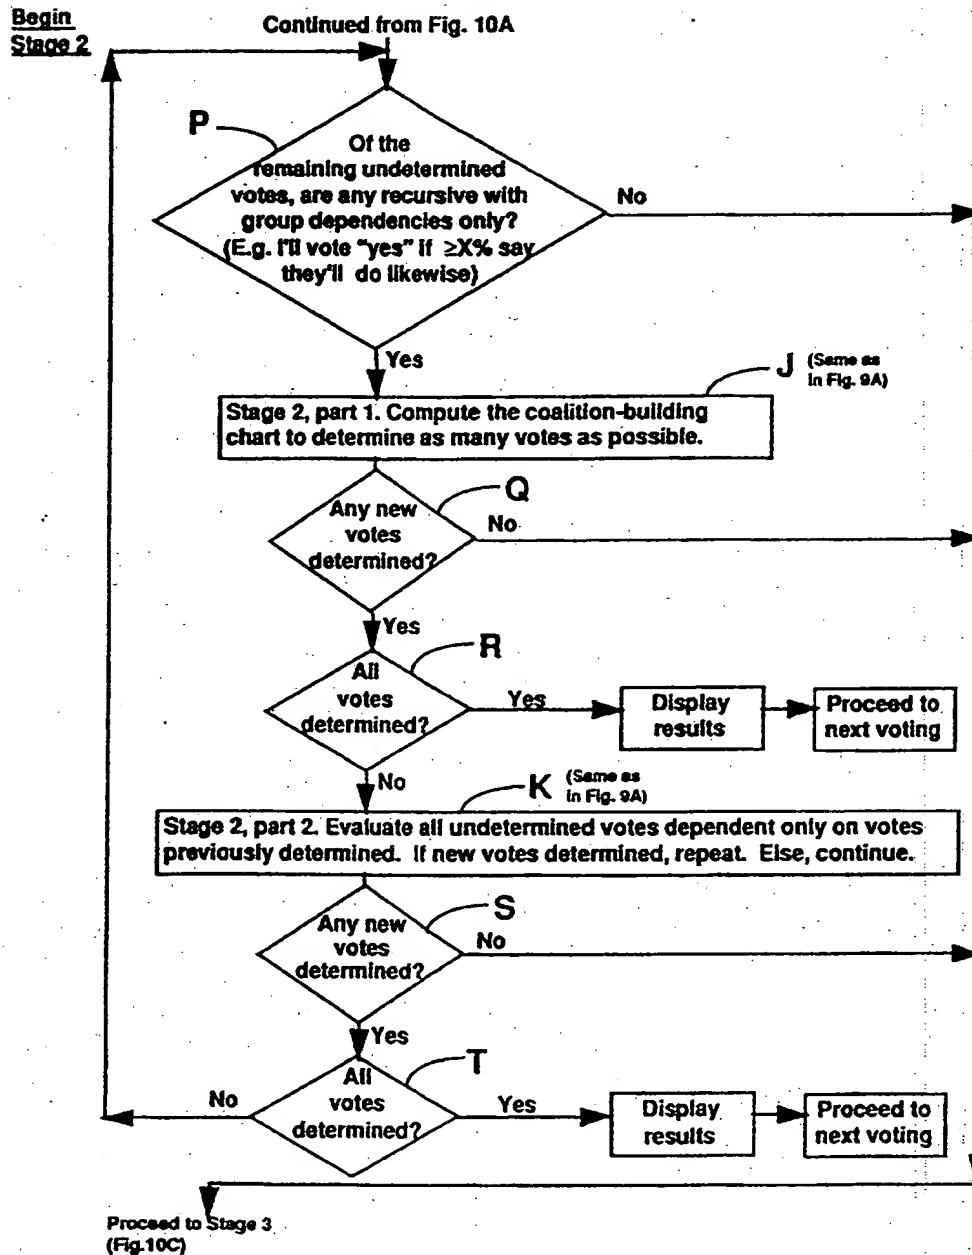 Begin
Stage 2
Continued from Fig. 10A
P
Of the
remaining undetermined
votes, are any recursive with
group dependencies only?
(E.g. I'll vote "yes" if ≥X% say
they'll do likewise)
No
Yes
J (Same as
in Fig. 9A)
Stage 2, part 1. Compute the coalition-building
chart to determine as many votes as possible.
Q
Any new
votes
determined?
No
Yes
R
All
votes
determined?
Yes
Display
results
Proceed to
next voting
No
K (Same as
in Fig. 9A)
Stage 2, part 2. Evaluate all undetermined votes dependent only on votes
previously determined. If new votes determined, repeat. Else, continue.
S
Any new
votes
determined?
No
Yes
T
All
votes
determined?
No
Yes
Display
results
Proceed to
next voting
Proceed to Stage 3
(Fig.10C)